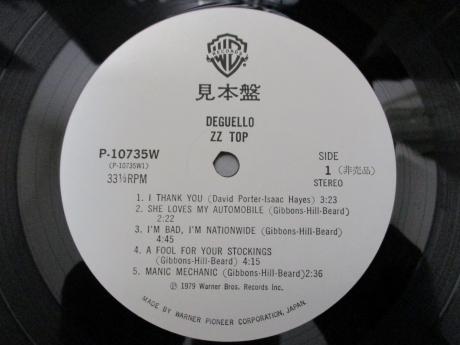 WB
RECORDS
見本盤
DEGUELLO
ZZ TOP
P-10735W
(P-10735W1)
33⅓RPM
SIDE
1 (非売品)
STEREO
1. I THANK YOU (David Porter-Isaac Hayes) 3:23
2. SHE LOVES MY AUTOMOBILE (Gibbons-Hill-Beard)
2:22
3. I'M BAD, I'M NATIONWIDE (Gibbons-Hill-Beard)
4:45
4. A FOOL FOR YOUR STOCKINGS
(Gibbons-Hill-Beard) 4:15
5. MANIC MECHANIC (Gibbons-Hill-Beard)2:36
Ⓟ 1979 Warner Bros. Records Inc.
MADE BY WARNER PIONEER CORPORATION, JAPAN.